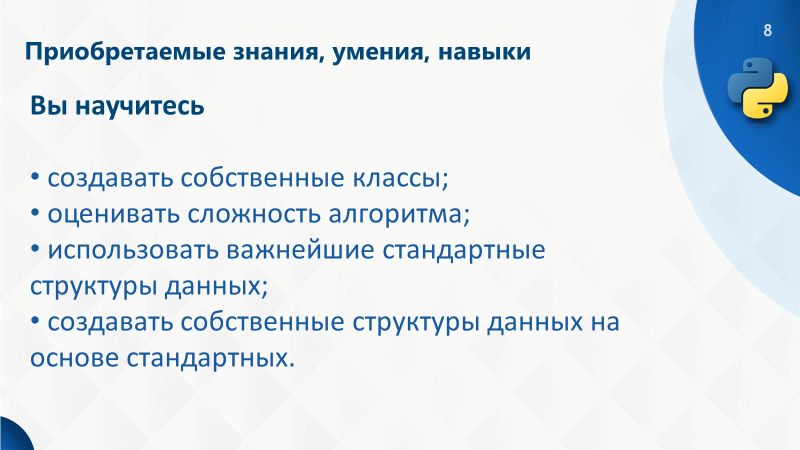 8
Приобретаемые знания, умения, навыки
Вы научитесь
• создавать собственные классы;
• оценивать сложность алгоритма;
• использовать важнейшие стандартные
структуры данных;
• создавать собственные структуры данных на
основе стандартных.